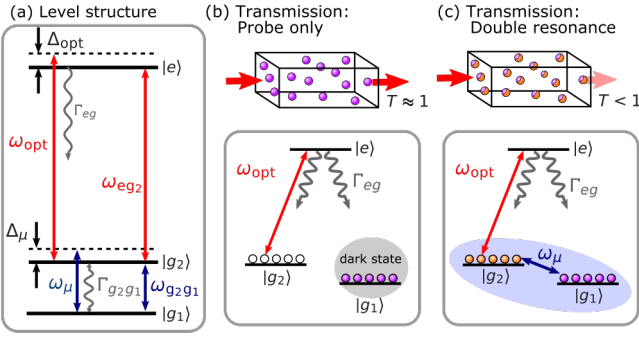 (a) Level structure
Δopt
|e⟩
Γeg
ωopt
ωeg2
Δμ
|g2⟩
ωμ
Γg2g1
ωg2g1
|g1⟩
(b) Transmission:
Probe only
T ≈ 1
|e⟩
ωopt
Γeg
dark state
|g2⟩
|g1⟩
(c) Transmission:
Double resonance
T < 1
|e⟩
ωopt
Γeg
ωμ
|g2⟩
|g1⟩